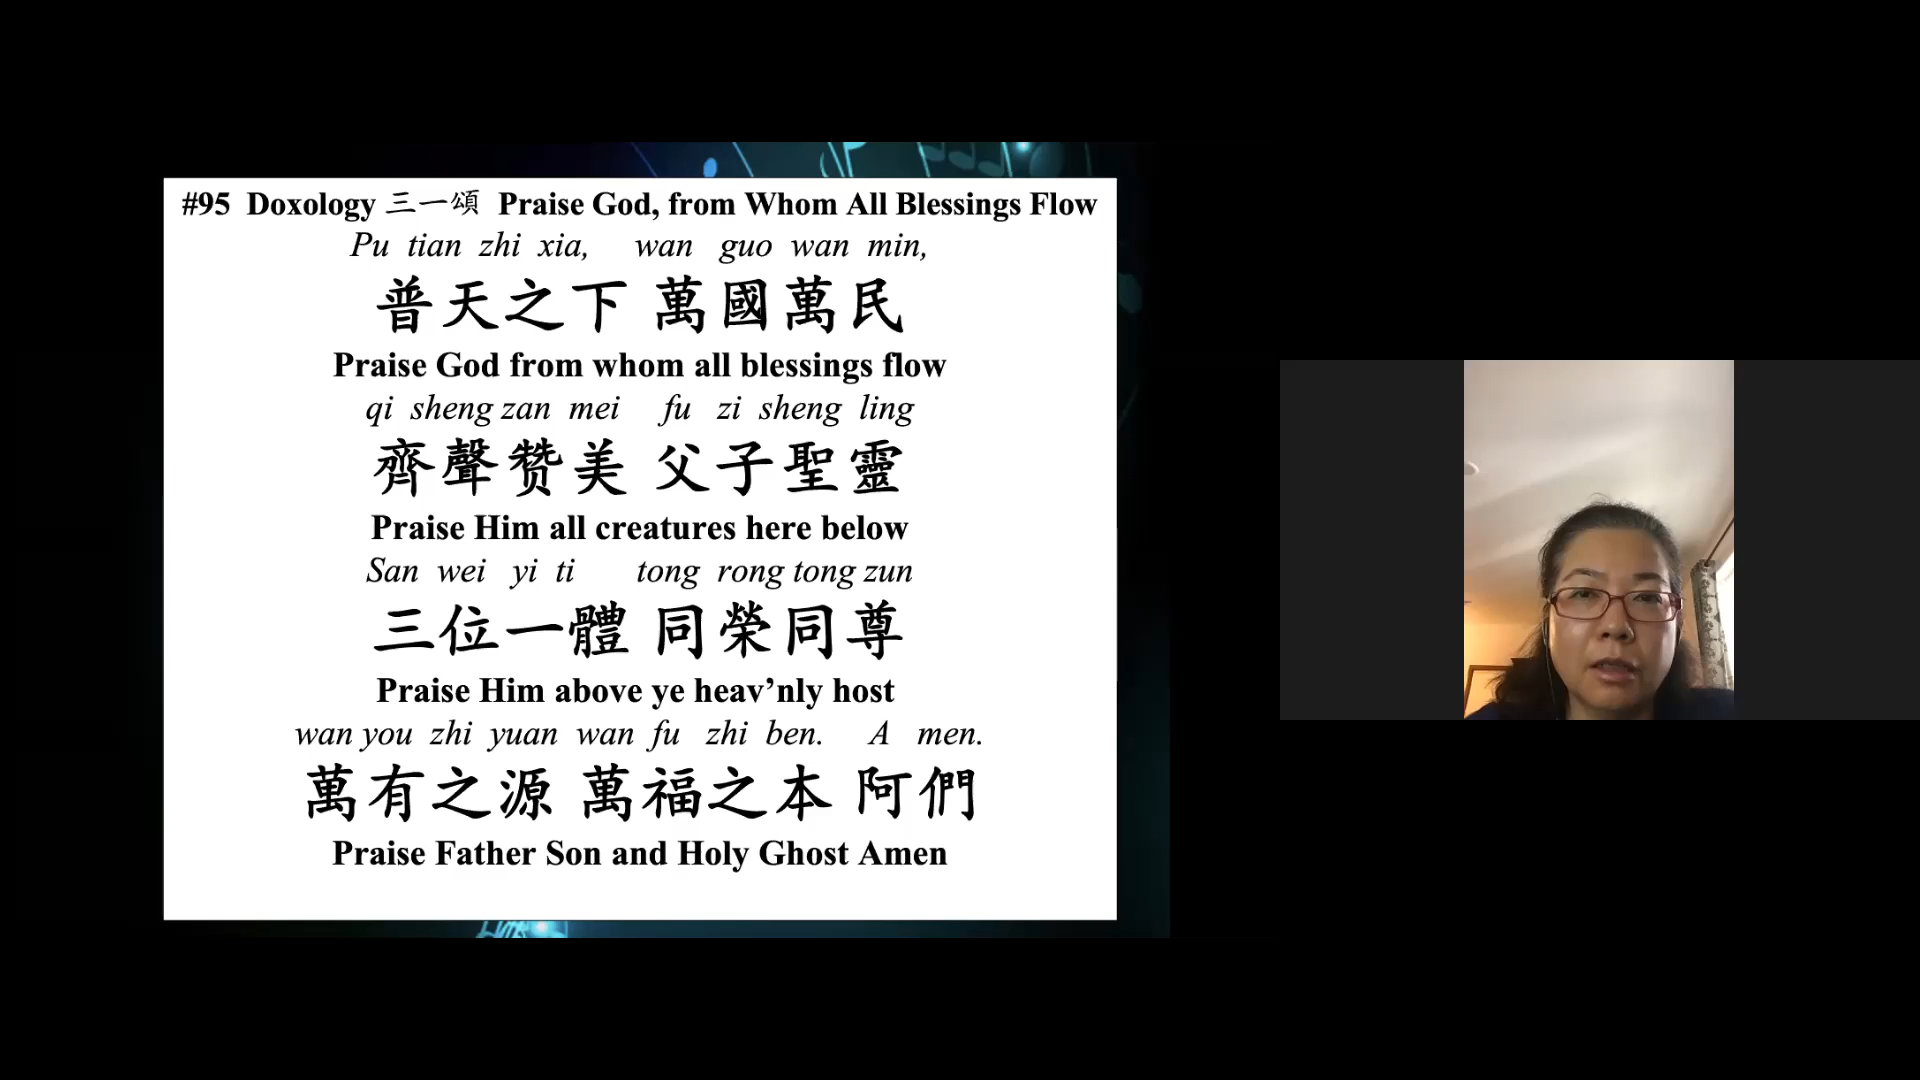 #95 Doxology 三一頌 Praise God, from Whom All Blessings Flow
Pu tian zhi xia, wan guo wan min,
普天之下 萬國萬民
Praise God from whom all blessings flow
qi sheng zan mei fu zi sheng ling
齊聲赞美 父子聖靈
Praise Him all creatures here below
San wei yi ti tong rong tong zun
三位一體 同榮同尊
Praise Him above ye heav’nly host
wan you zhi yuan wan fu zhi ben. A men.
萬有之源 萬福之本 阿們
Praise Father Son and Holy Ghost Amen